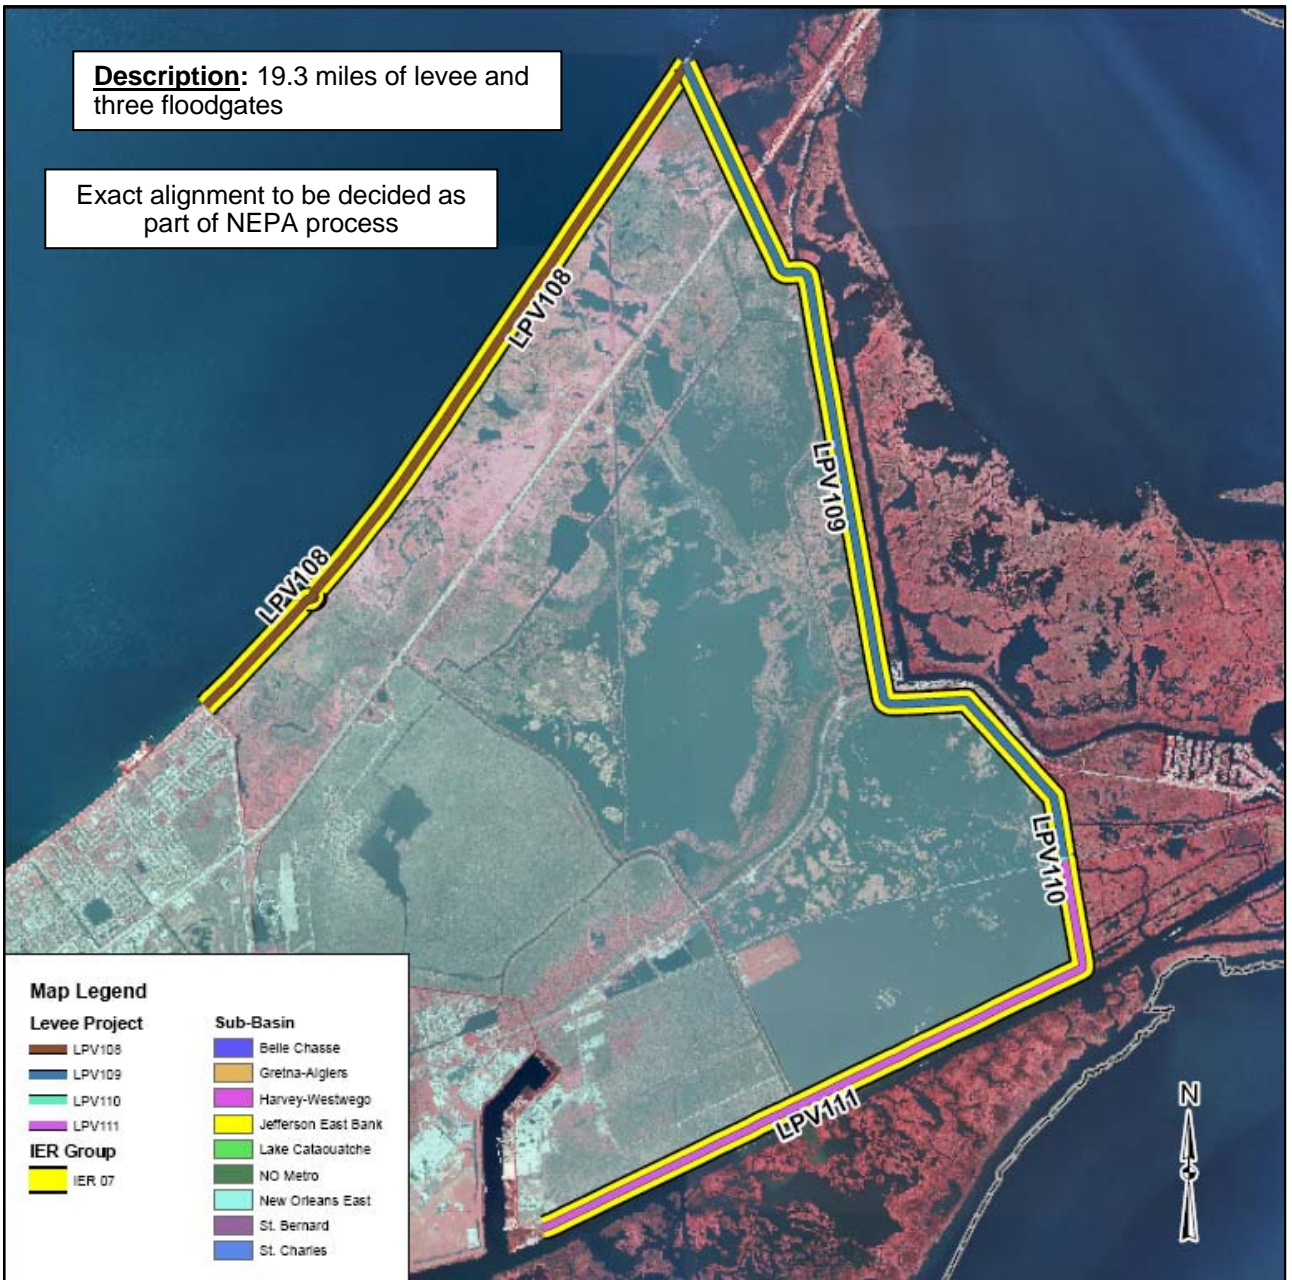 Description: 19.3 miles of levee and
three floodgates
Exact alignment to be decided as
part of NEPA process
LPV108
LPV108
LPV109
LPV110
LPV111
Map Legend
Levee Project
LPV108
LPV109
LPV110
LPV111
IER Group
IER 07
Sub-Basin
Belle Chasse
Gretna-Algiers
Harvey-Westwego
Jefferson East Bank
Lake Cataouatche
NO Metro
New Orleans East
St. Bernard
St. Charles
N